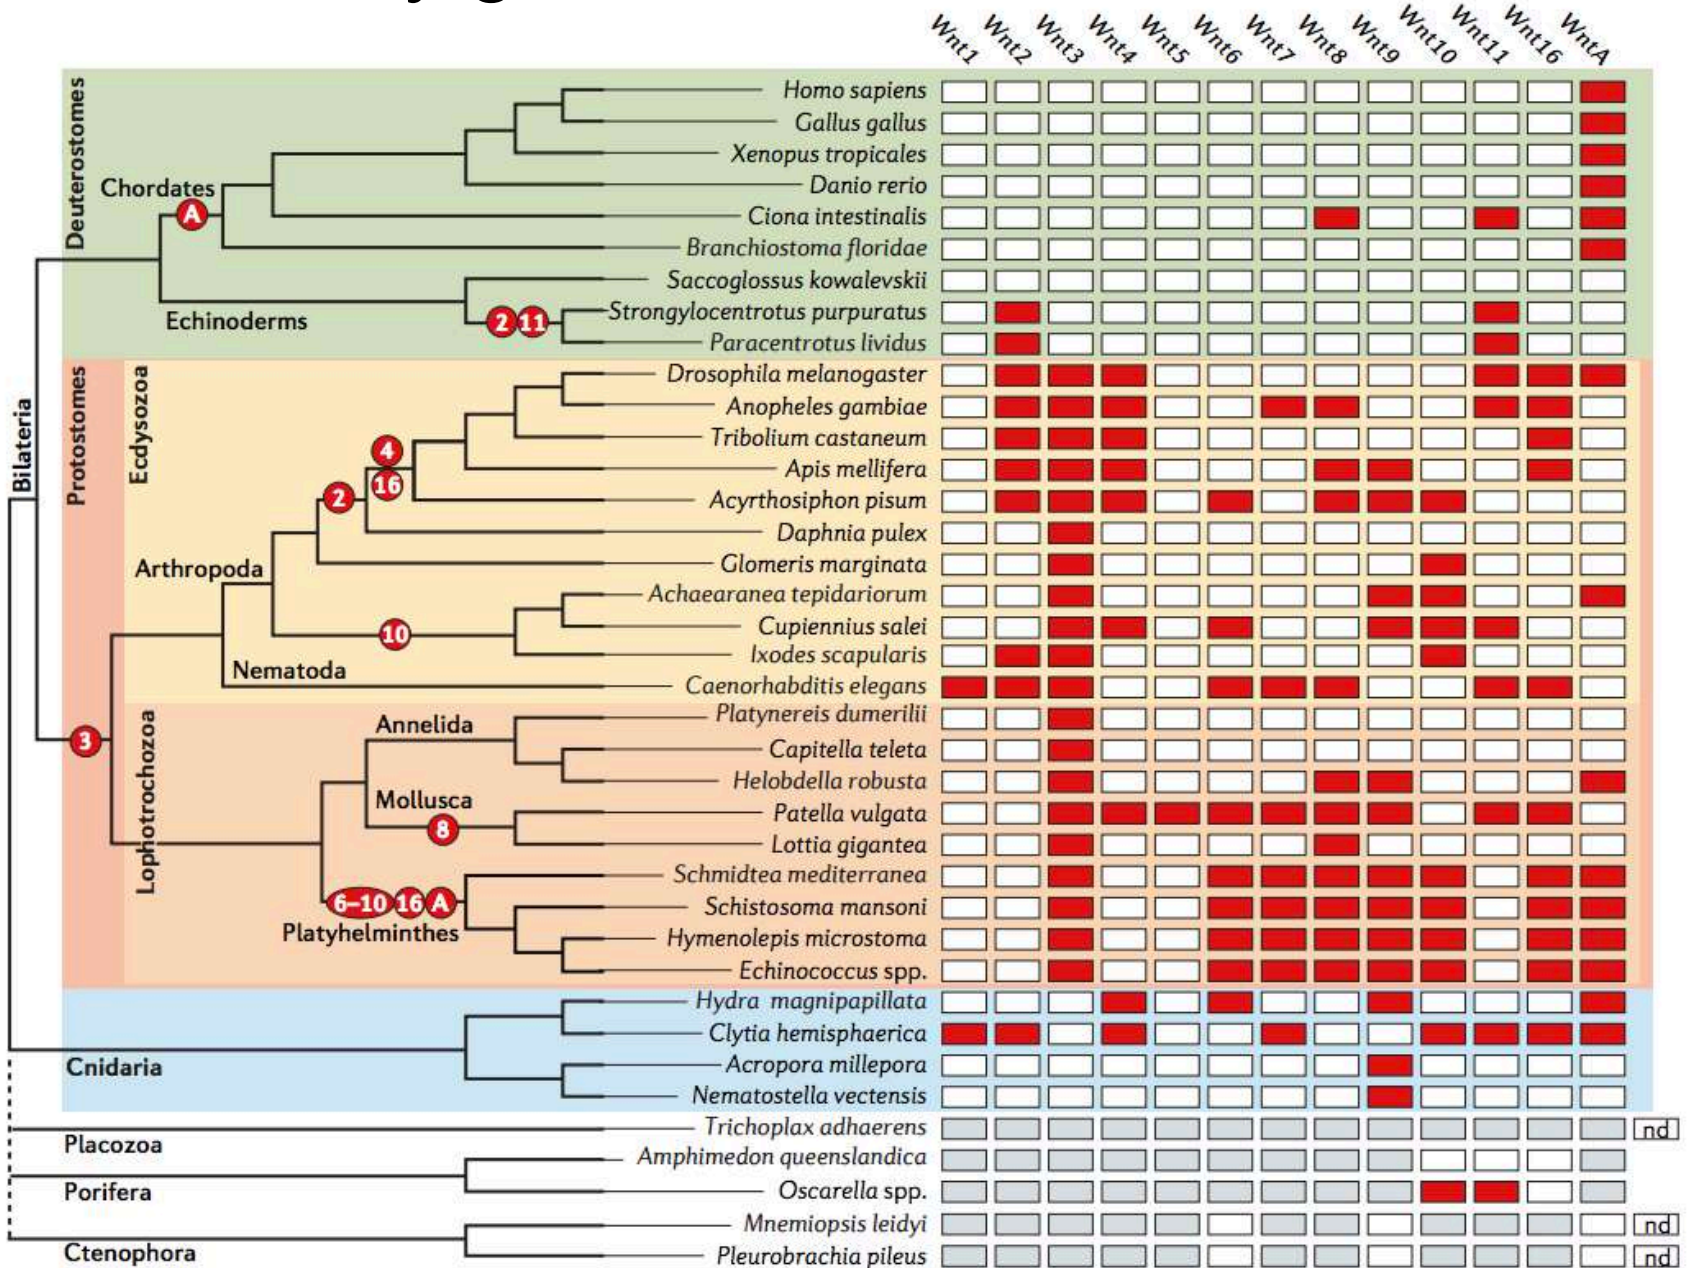 Wnt1 Wnt2 Wnt3 Wnt4 Wnt5 Wnt6 Wnt7 Wnt8 Wnt9 Wnt10 Wnt11 Wnt16 WntA
Deuterostomes
Homo sapiens
Gallus gallus
Xenopus tropicales
Chordates
Danio rerio
A
Ciona intestinalis
Branchiostoma floridae
Saccoglossus kowalevskii
Echinoderms
2 11
Strongylocentrotus purpuratus
Paracentrotus lividus
Bilateria
Protostomes
Ecdysozoa
Drosophila melanogaster
Anopheles gambiae
4
Tribolium castaneum
Apis mellifera
16
2
Acyrthosiphon pisum
Daphnia pulex
Arthropoda
Glomeris marginata
Achaearanea tepidariorum
10
Cupiennius salei
Ixodes scapularis
Nematoda
Caenorhabditis elegans
3
Lophotrochozoa
Annelida
Platynereis dumerilii
Capitella teleta
Helobdella robusta
Mollusca
Patella vulgata
8
Lottia gigantea
Schmidtea mediterranea
6–10 16 A
Schistosoma mansoni
Platyhelminthes
Hymenolepis microstoma
Echinococcus spp.
Hydra magnipapillata
Clytia hemisphaerica
Cnidaria
Acropora millepora
Nematostella vectensis
Trichoplax adhaerens nd
Placozoa
Amphimedon queenslandica
Porifera
Oscarella spp.
Mnemiopsis leidyi nd
Ctenophora
Pleurobrachia pileus nd